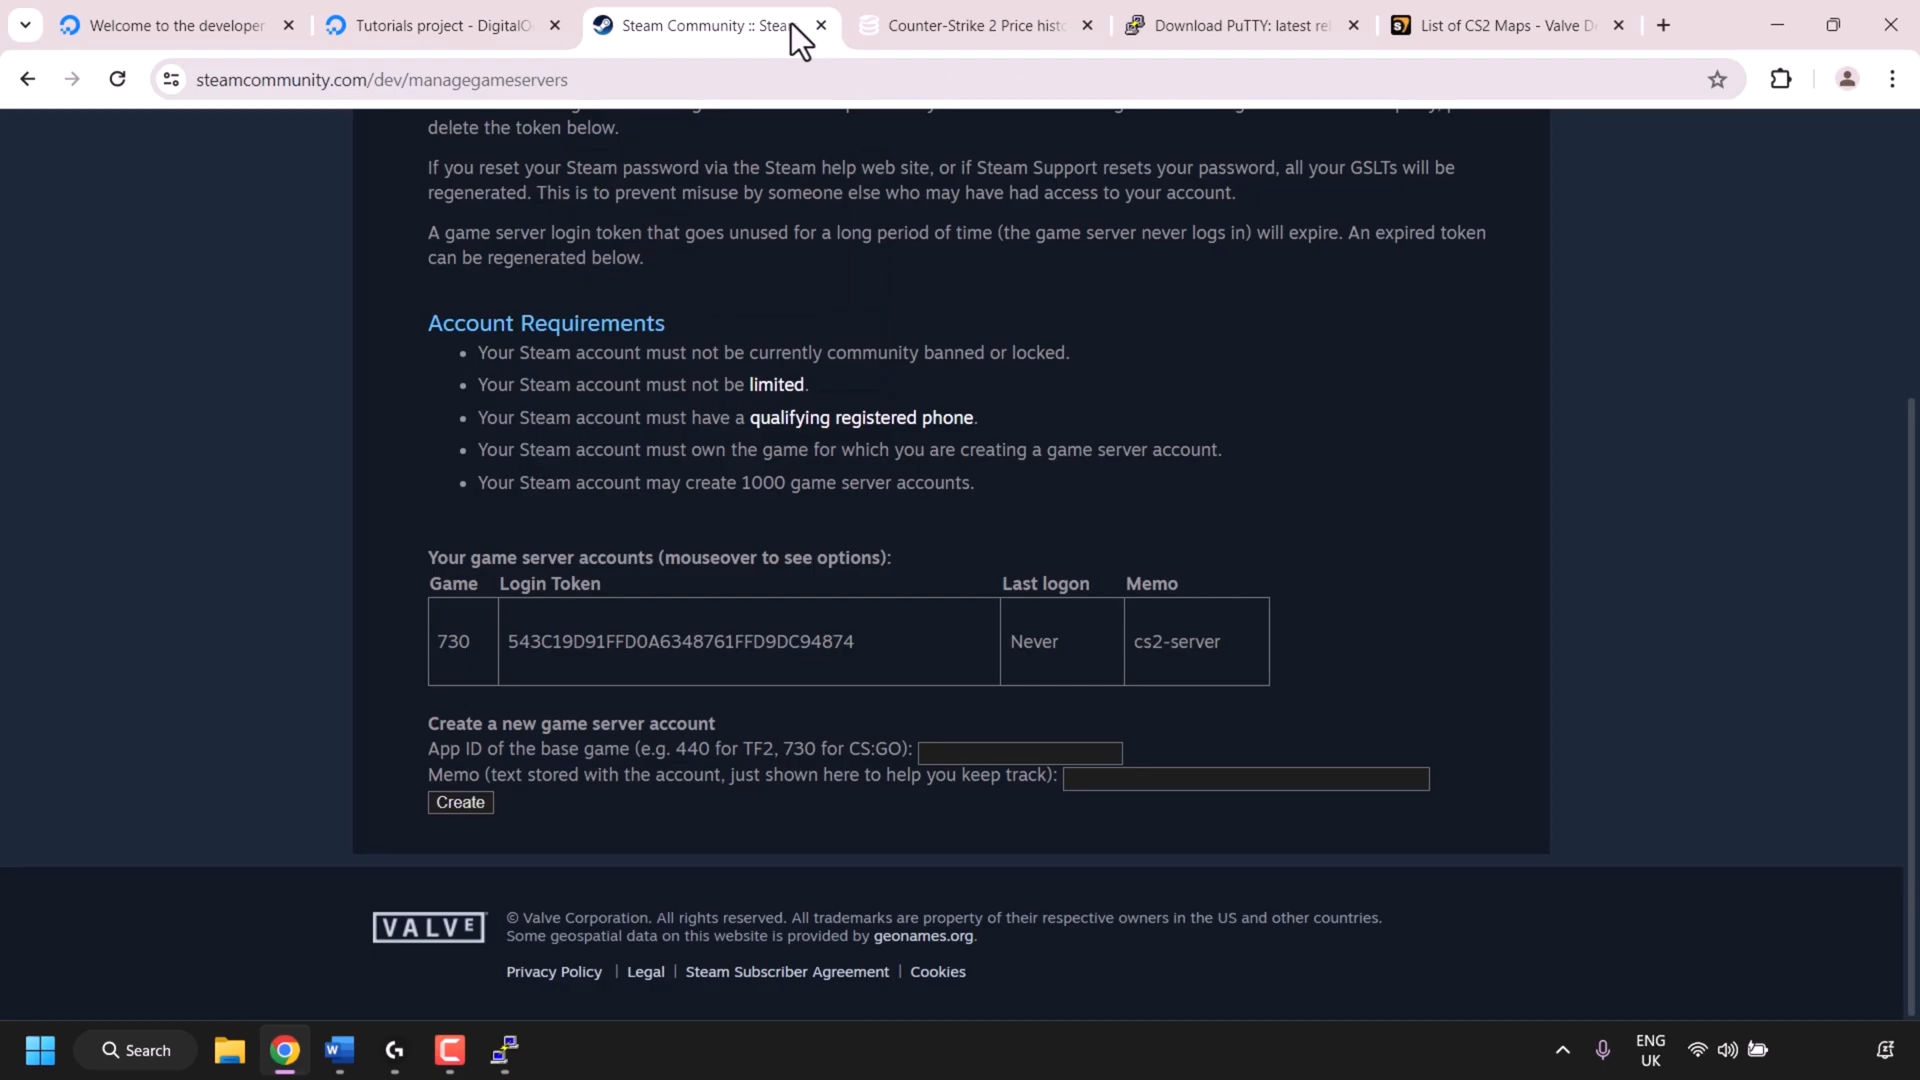 Welcome to the developer
Tutorials project - DigitalO
Steam Community :: Stea
Counter-Strike 2 Price histo
Download PuTTY: latest rel
List of CS2 Maps - Valve De
steamcommunity.com/dev/managegameservers
delete the token below.
If you reset your Steam password via the Steam help web site, or if Steam Support resets your password, all your GSLTs will be
regenerated. This is to prevent misuse by someone else who may have had access to your account.
A game server login token that goes unused for a long period of time (the game server never logs in) will expire. An expired token
can be regenerated below.
Account Requirements
• Your Steam account must not be currently community banned or locked.
• Your Steam account must not be limited.
• Your Steam account must have a qualifying registered phone.
• Your Steam account must own the game for which you are creating a game server account.
• Your Steam account may create 1000 game server accounts.
Your game server accounts (mouseover to see options):
Game Login Token Last logon Memo
730 543C19D91FFD0A6348761FFD9DC94874 Never cs2-server
Create a new game server account
App ID of the base game (e.g. 440 for TF2, 730 for CS:GO):
Memo (text stored with the account, just shown here to help you keep track):
Create
VALVE
© Valve Corporation. All rights reserved. All trademarks are property of their respective owners in the US and other countries.
Some geospatial data on this website is provided by geonames.org.
Privacy Policy | Legal | Steam Subscriber Agreement | Cookies
Search
ENG
UK